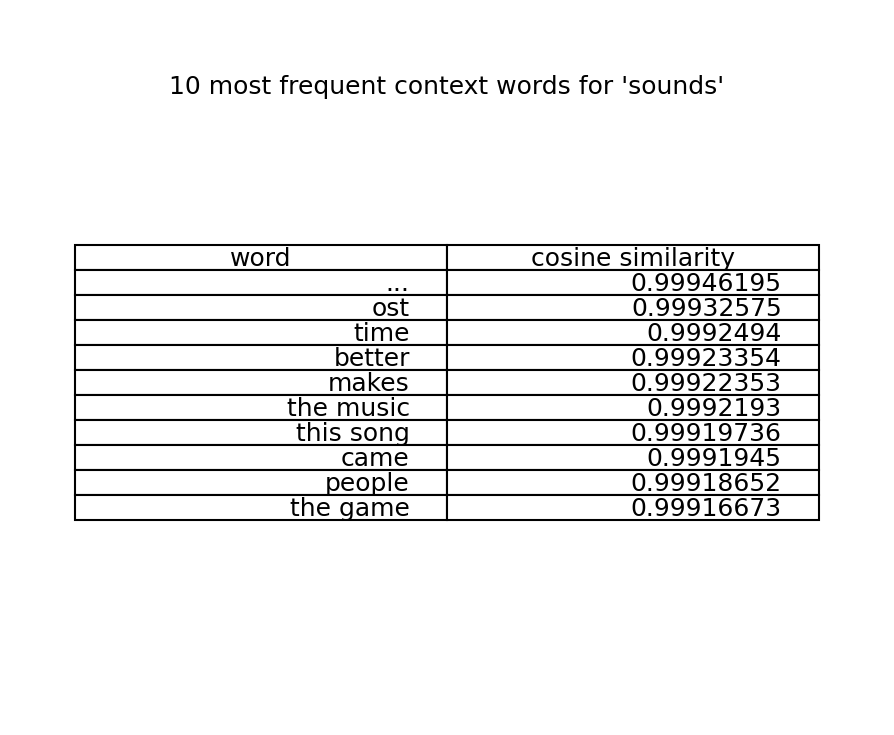 10 most frequent context words for 'sounds'
word cosine similarity
... 0.99946195
ost 0.99932575
time 0.9992494
better 0.99923354
makes 0.99922353
the music 0.9992193
this song 0.99919736
came 0.9991945
people 0.99918652
the game 0.99916673